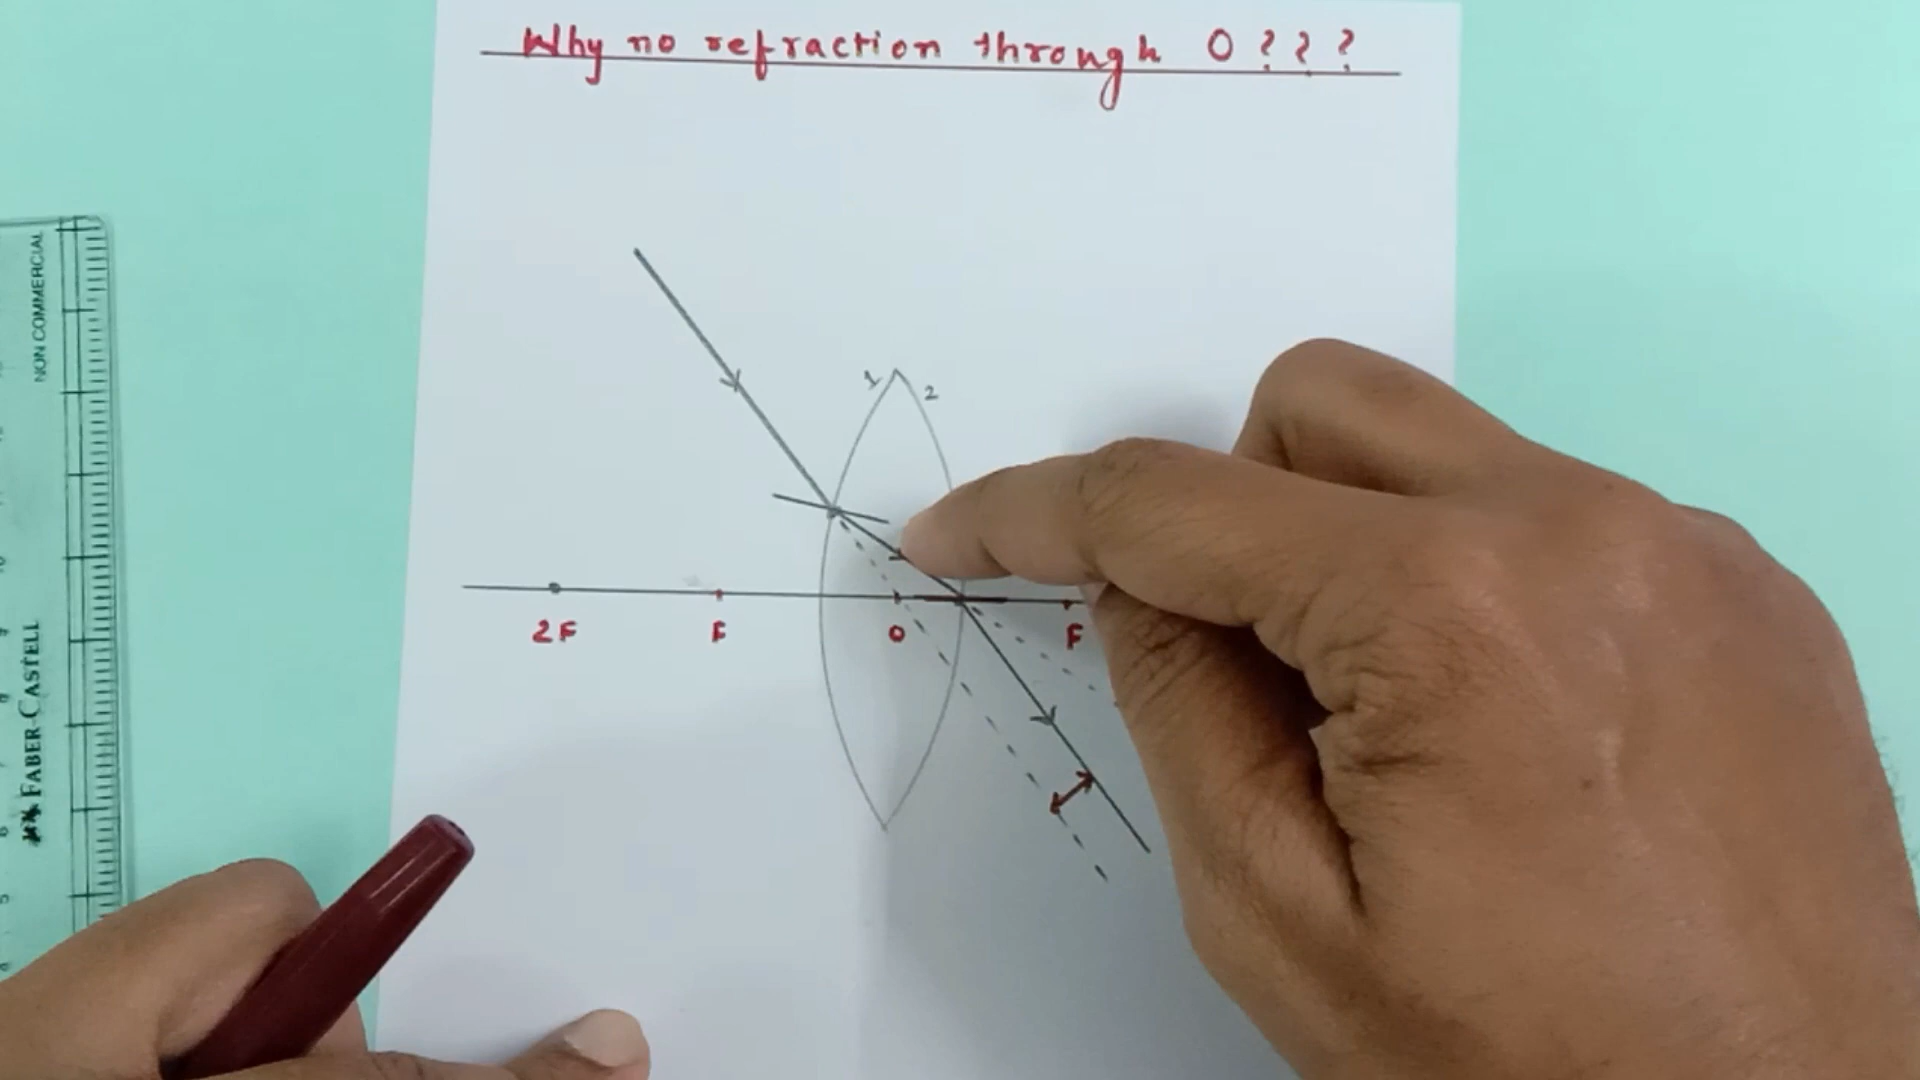 Why no refraction through O???
1
2
2F F O F
NON COMMERCIAL
FABER-CASTELL